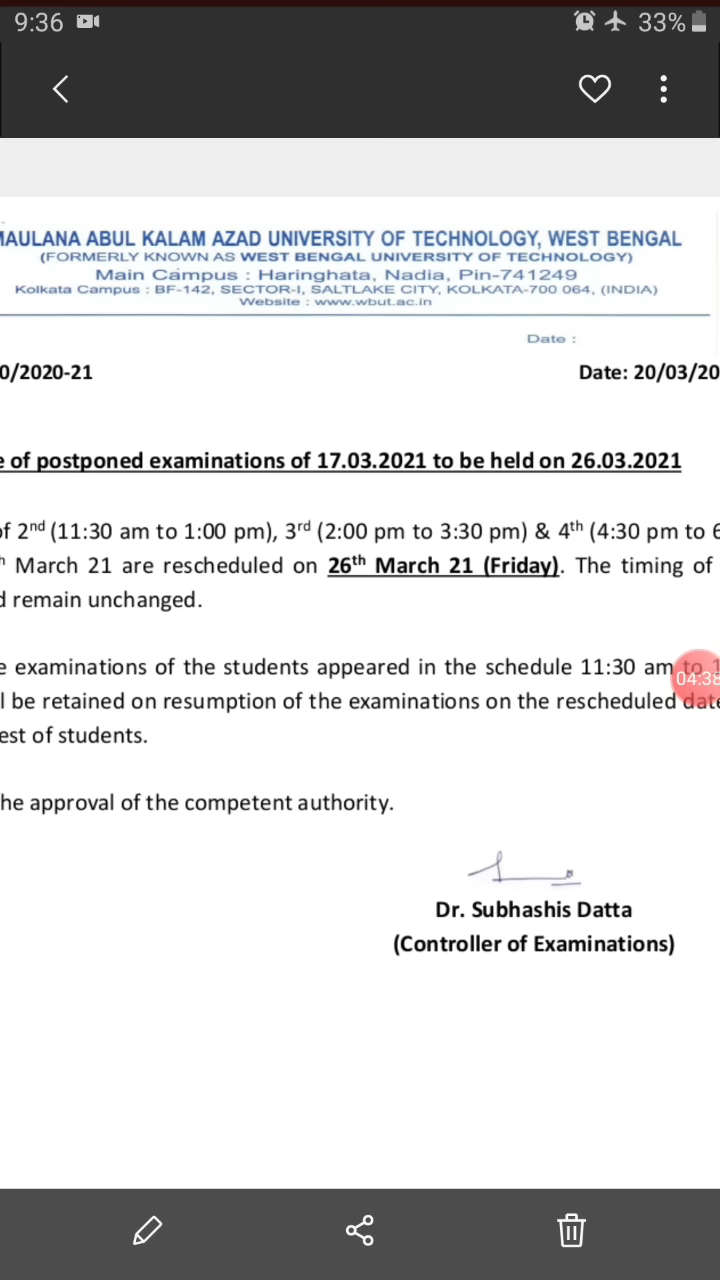 9:36
33%
MAULANA ABUL KALAM AZAD UNIVERSITY OF TECHNOLOGY, WEST BENGAL
(FORMERLY KNOWN AS WEST BENGAL UNIVERSITY OF TECHNOLOGY)
Main Campus : Haringhata, Nadia, Pin-741249
Kolkata Campus : BF-142, SECTOR-I, SALTLAKE CITY, KOLKATA-700 064, (INDIA)
Website : www.wbut.ac.in
Date :
0/2020-21 Date: 20/03/20
e of postponed examinations of 17.03.2021 to be held on 26.03.2021
of 2nd (11:30 am to 1:00 pm), 3rd (2:00 pm to 3:30 pm) & 4th (4:30 pm to 6
h March 21 are rescheduled on 26th March 21 (Friday). The timing of
d remain unchanged.
e examinations of the students appeared in the schedule 11:30 am to 1
04:38
l be retained on resumption of the examinations on the rescheduled date
est of students.
he approval of the competent authority.
Dr. Subhashis Datta
(Controller of Examinations)